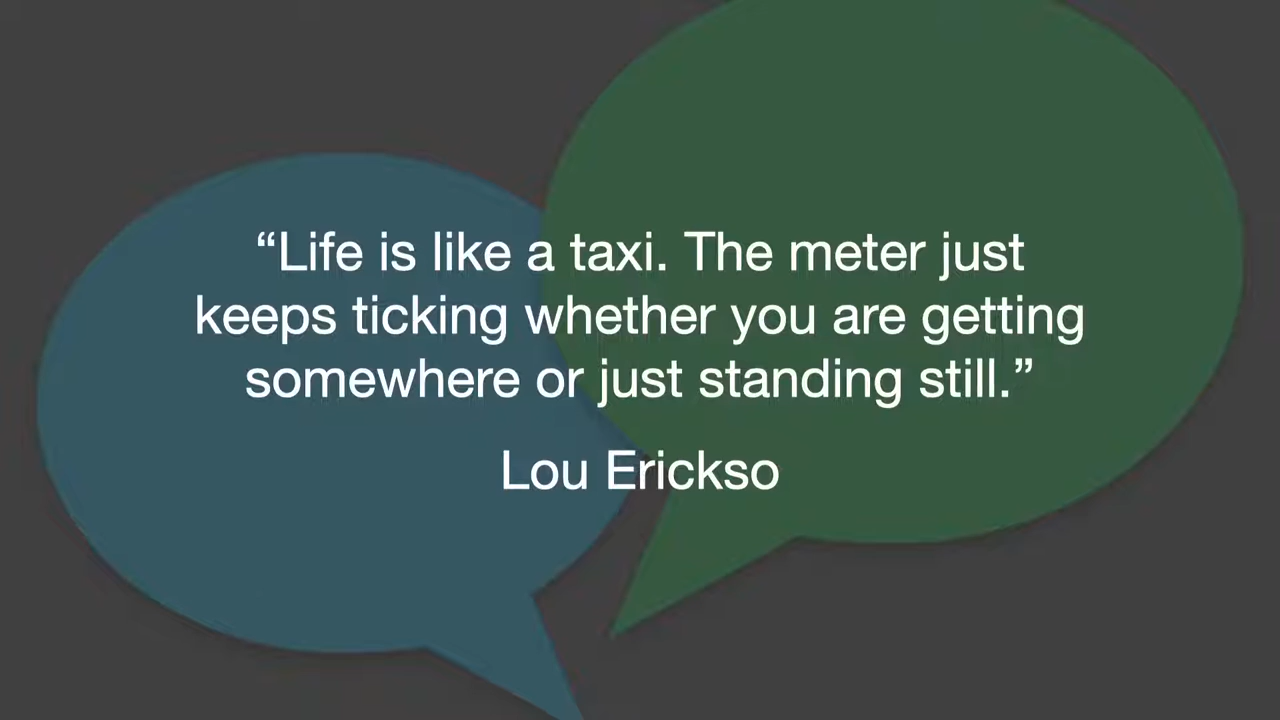 “Life is like a taxi. The meter just
keeps ticking whether you are getting
somewhere or just standing still.”
Lou Erickso